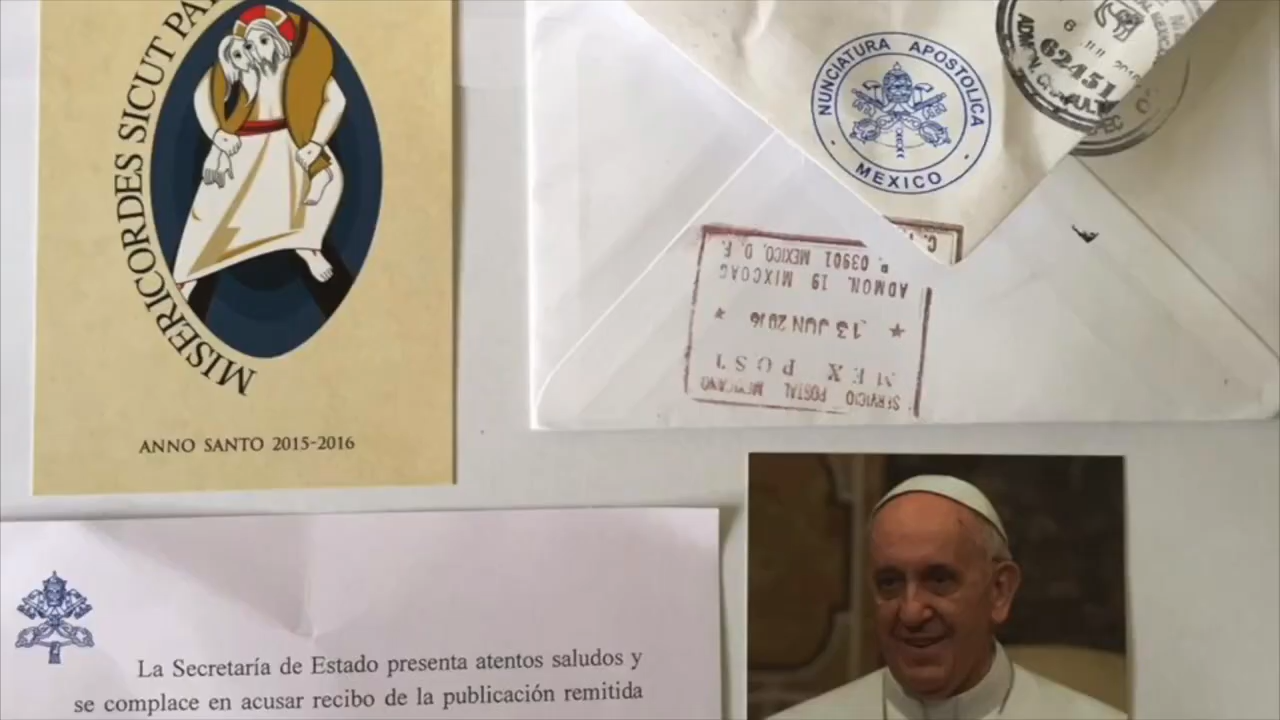 MISERICORDES SICUT PA
ANNO SANTO 2015-2016
NUNCIATURA APOSTOLICA
· MEXICO ·
62451
SERVICIO POSTAL MEXICANO
MEX POST
★ 13 JUN 2016 ★
ADMON. 19 MIXCOAC
03901 MEXICO, D. F.
La Secretaría de Estado presenta atentos saludos y
se complace en acusar recibo de la publicación remitida